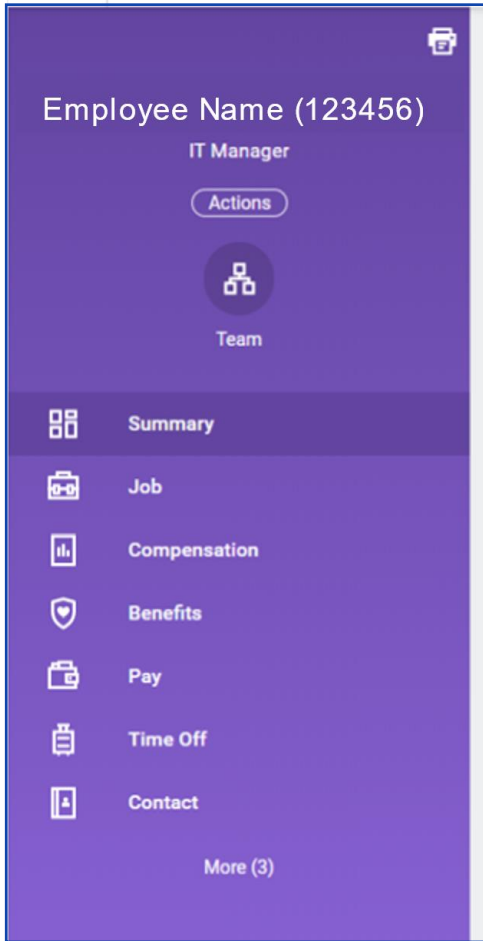 Employee Name (123456)
IT Manager
Actions
Team
Summary
Job
Compensation
Benefits
Pay
Time Off
Contact
More (3)